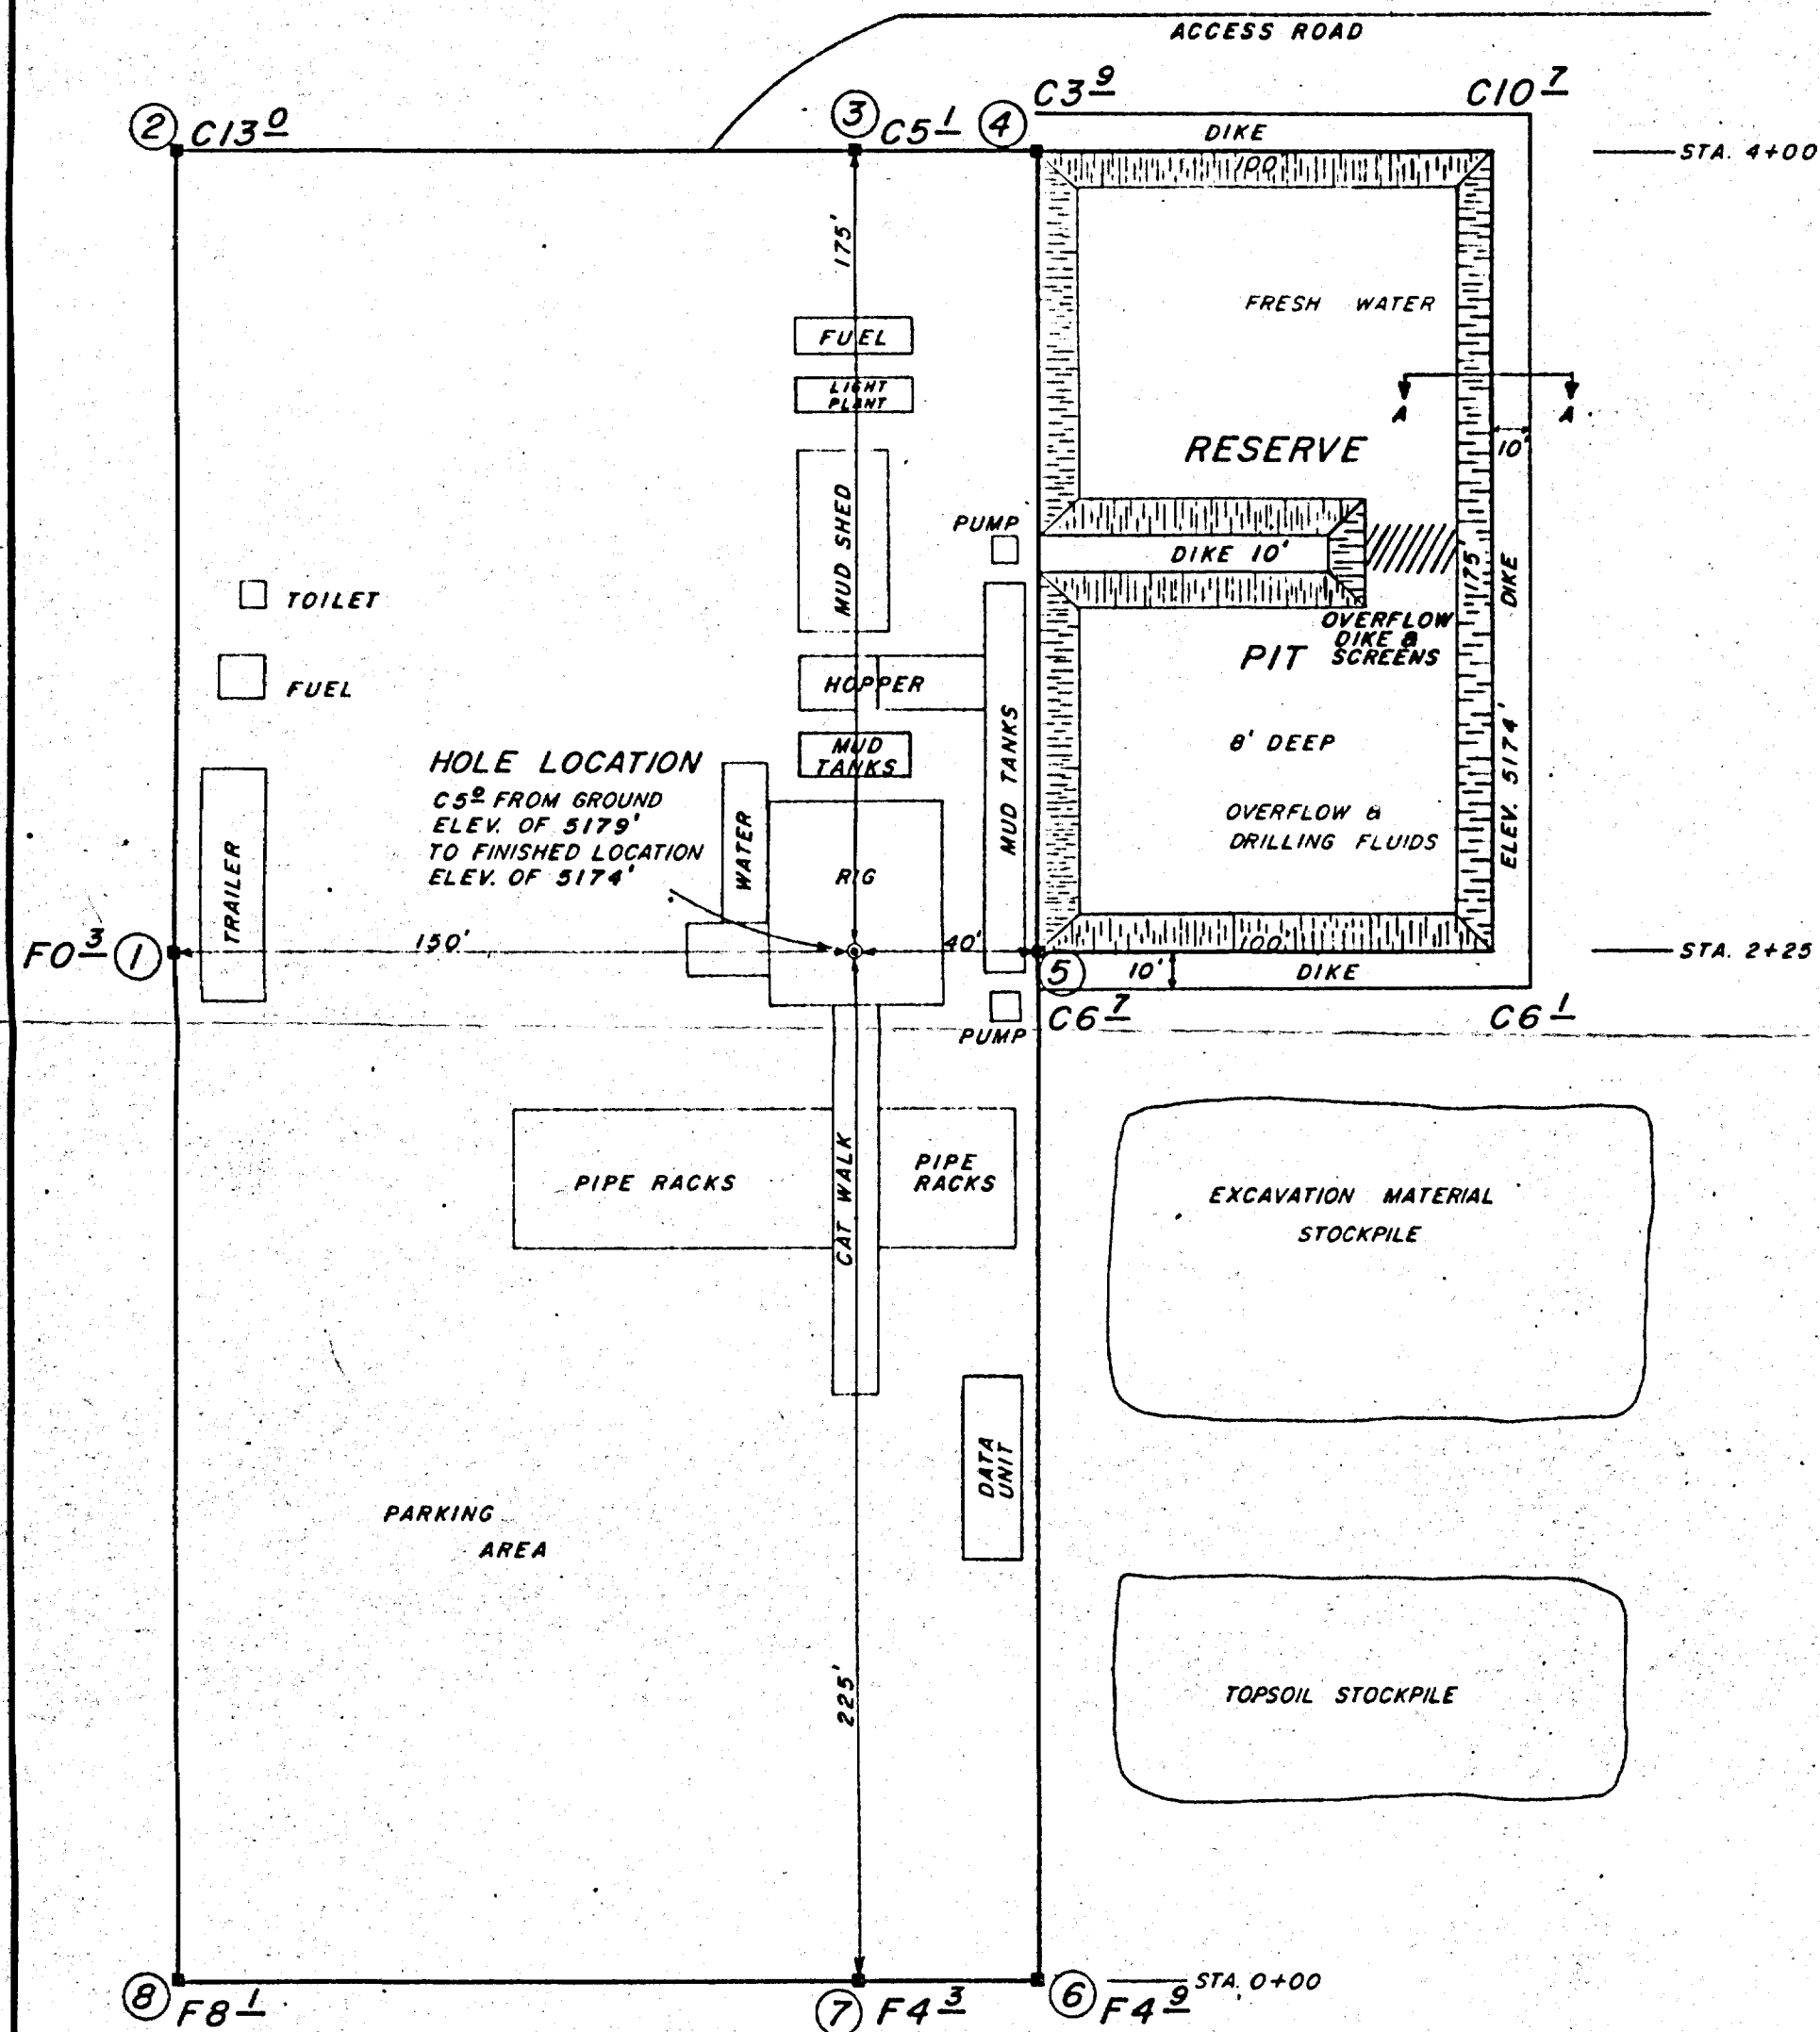 ACCESS ROAD
C3 9
C10 7
2 C13 0
3 C5 1
4
DIKE
STA. 4+00
100
175'
FRESH WATER
FUEL
LIGHT
PLANT
A A
RESERVE
10'
MUD SHED
PUMP
DIKE 10'
175'
DIKE
TOILET
OVERFLOW
DIKE &
SCREENS
PIT
FUEL
HOPPER
MUD TANKS
MUD
TANKS
8' DEEP
ELEV. 5174'
HOLE LOCATION
C5 0 FROM GROUND
ELEV. OF 5179'
TO FINISHED LOCATION
ELEV. OF 5174'
WATER
OVERFLOW &
DRILLING FLUIDS
TRAILER
RIG
F0 3 1
150'
40'
100
STA. 2+25
5
10'
DIKE
C6 7
C6 1
PUMP
PIPE RACKS
CAT WALK
PIPE
RACKS
EXCAVATION MATERIAL
STOCKPILE
DATA
UNIT
PARKING
AREA
225'
TOPSOIL STOCKPILE
8 F8 1
7 F4 3
6 F4 9
STA. 0+00